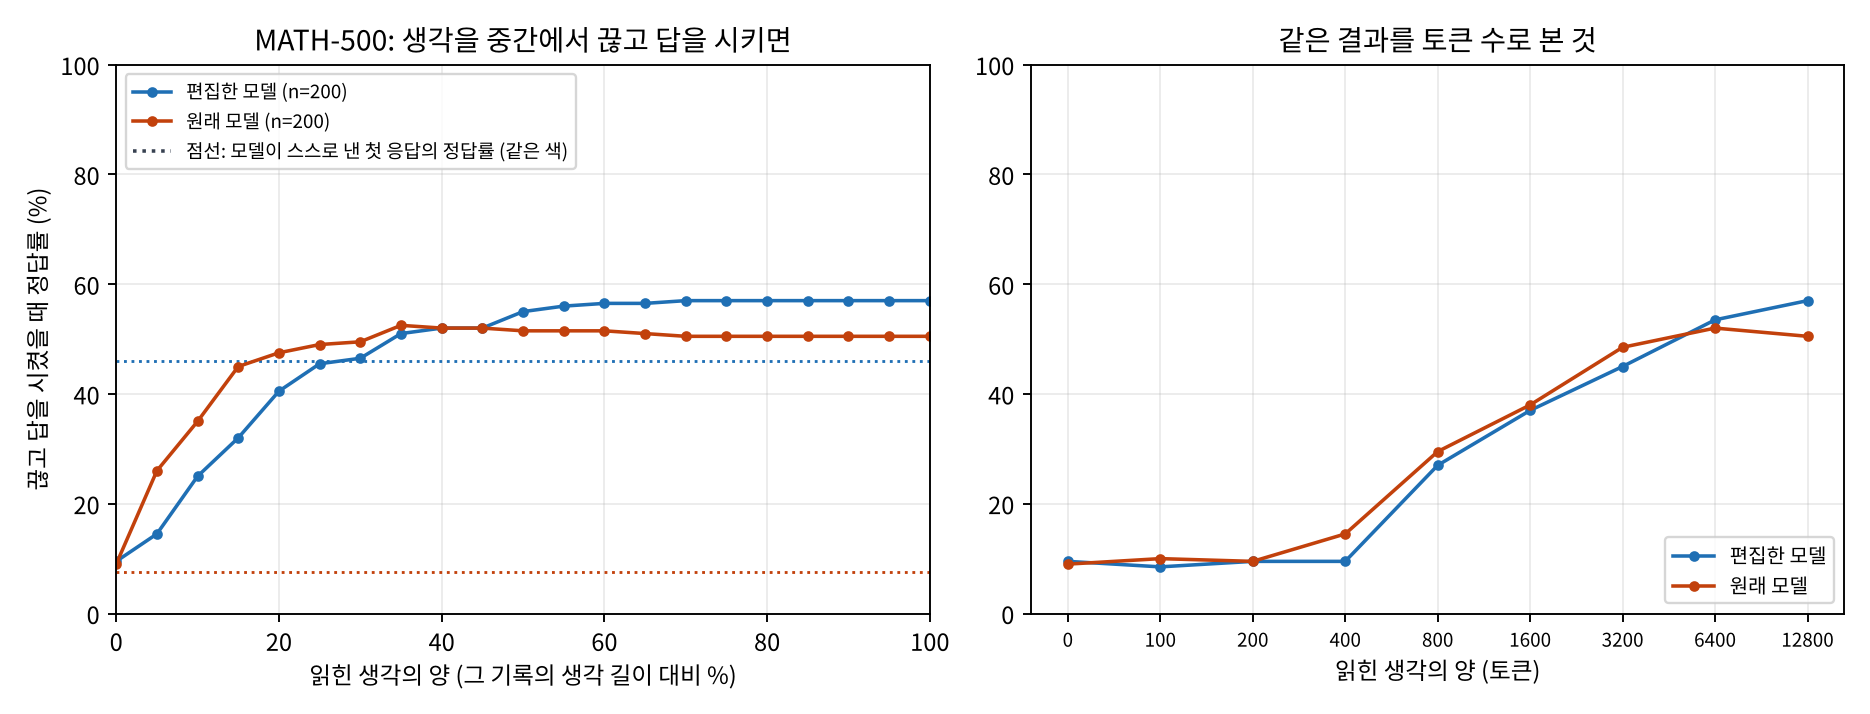 MATH-500: 생각을 중간에서 끊고 답을 시키면
끊고 답을 시켰을 때 정답률 (%)
100
80
60
40
20
0
편집한 모델 (n=200)
원래 모델 (n=200)
점선: 모델이 스스로 낸 첫 응답의 정답률 (같은 색)
0 20 40 60 80 100
읽힌 생각의 양 (그 기록의 생각 길이 대비 %)
같은 결과를 토큰 수로 본 것
100
80
60
40
20
0
편집한 모델
원래 모델
0 100 200 400 800 1600 3200 6400 12800
읽힌 생각의 양 (토큰)